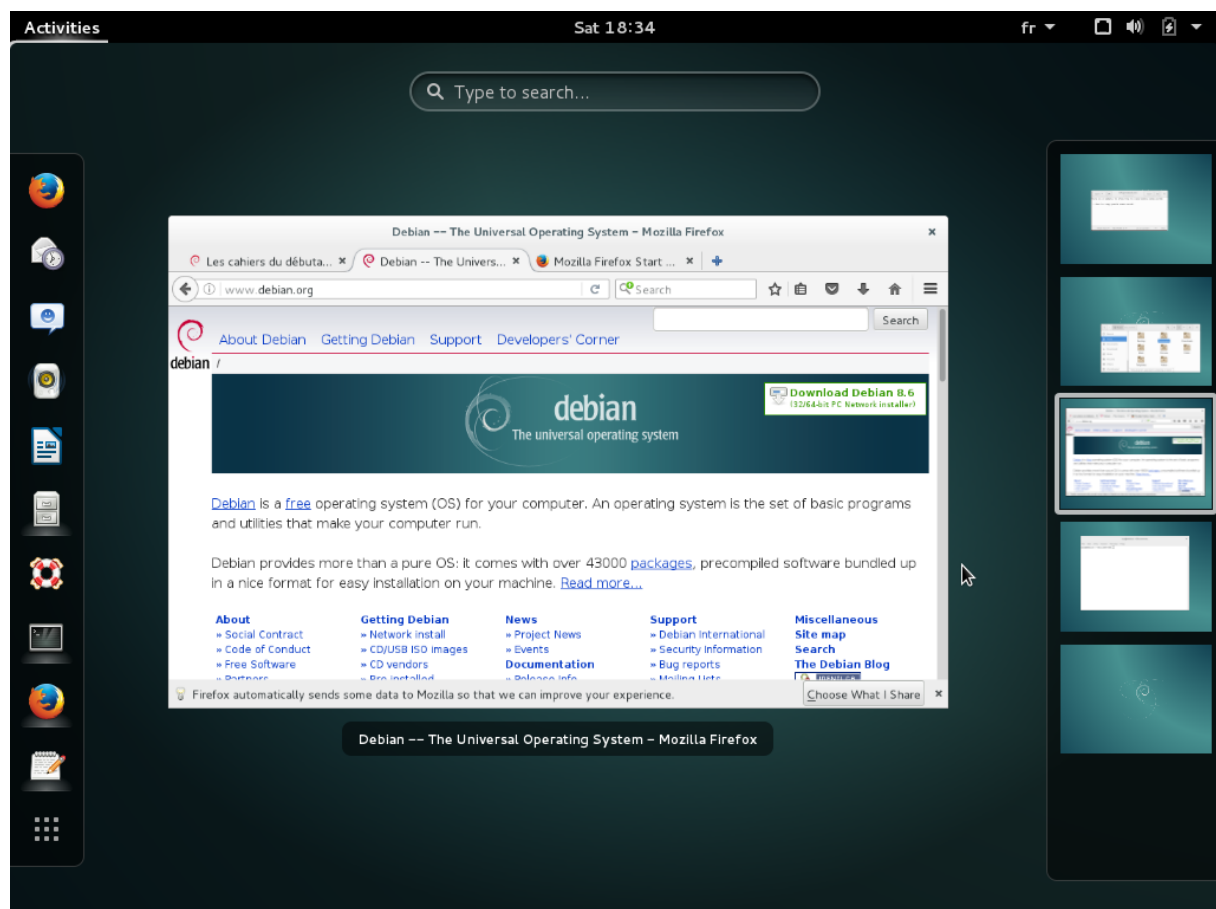 Activities
Sat 18:34
fr
Type to search...
Debian -- The Universal Operating System - Mozilla Firefox
Les cahiers du débuta...
Debian -- The Univers...
Mozilla Firefox Start ...
www.debian.org
Search
Search
About Debian Getting Debian Support Developers' Corner
debian /
debian
The universal operating system
Download Debian 8.6
(32/64-bit PC Network installer)
Debian is a free operating system (OS) for your computer. An operating system is the set of basic programs
and utilities that make your computer run.
Debian provides more than a pure OS: it comes with over 43000 packages, precompiled software bundled up
in a nice format for easy installation on your machine. Read more...
About
» Social Contract
» Code of Conduct
» Free Software
» Partners
Getting Debian
» Network install
» CD/USB ISO images
» CD vendors
» Pre-installed
News
» Project News
» Events
Documentation
» Release Info
Support
» Debian International
» Security Information
» Bug reports
» Mailing Lists
Miscellaneous
Site map
Search
The Debian Blog
Firefox automatically sends some data to Mozilla so that we can improve your experience.
Choose What I Share
Debian -- The Universal Operating System - Mozilla Firefox